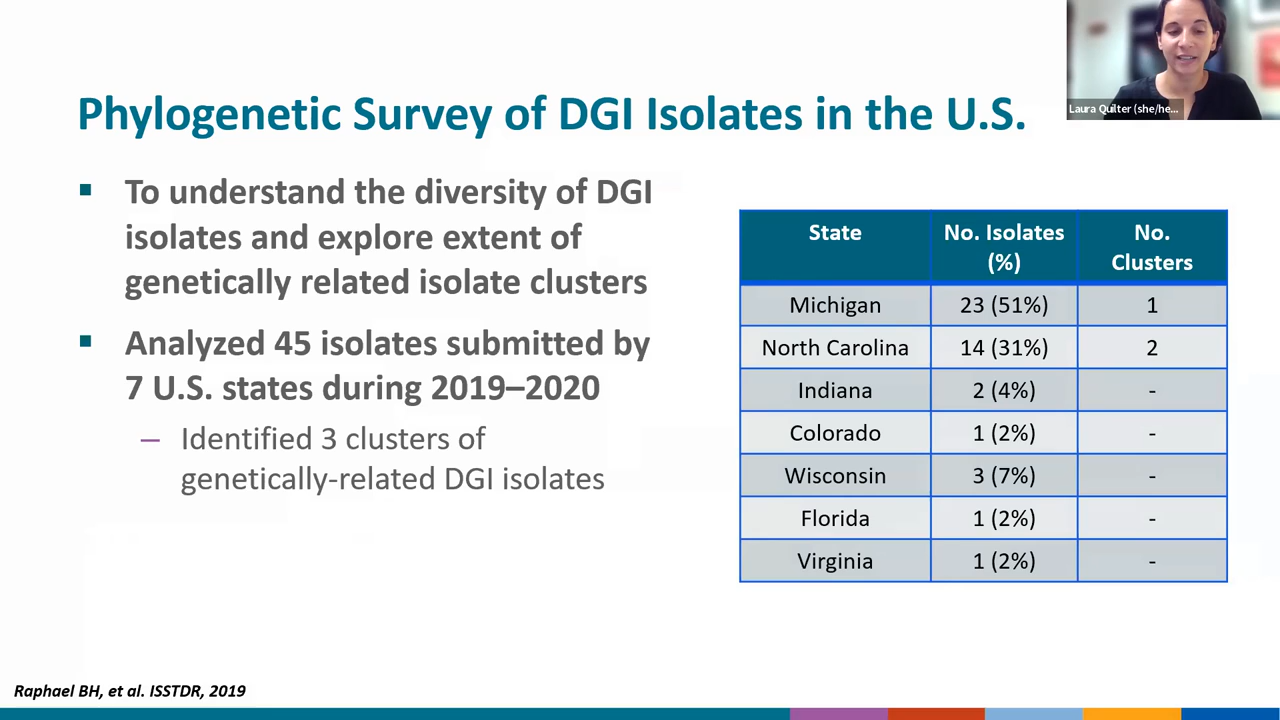 Phylogenetic Survey of DGI Isolates in the U.S.
Laura Quilter (she/he...
▪ To understand the diversity of DGI
isolates and explore extent of
genetically related isolate clusters
▪ Analyzed 45 isolates submitted by
7 U.S. states during 2019–2020
– Identified 3 clusters of
genetically-related DGI isolates
State No. Isolates (%) No. Clusters
Michigan 23 (51%) 1
North Carolina 14 (31%) 2
Indiana 2 (4%) -
Colorado 1 (2%) -
Wisconsin 3 (7%) -
Florida 1 (2%) -
Virginia 1 (2%) -
Raphael BH, et al. ISSTDR, 2019